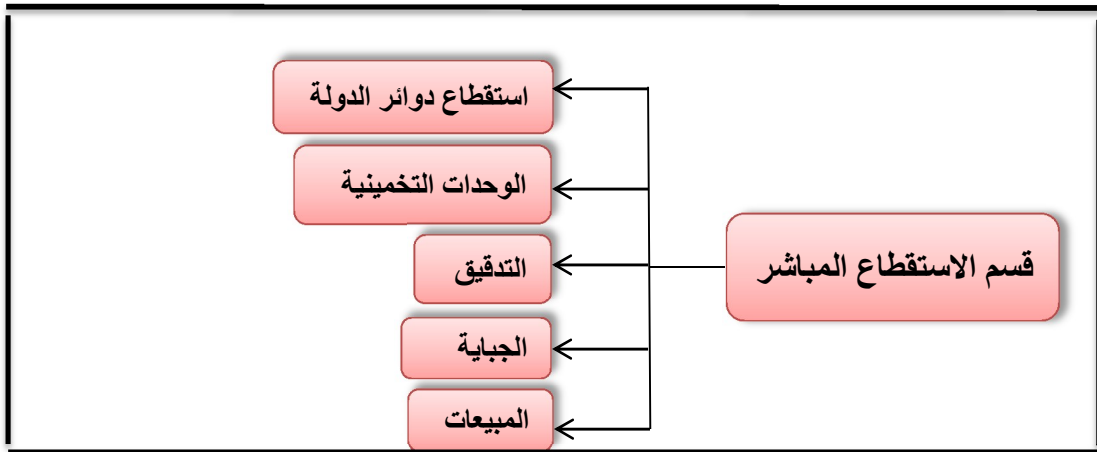 قسم الاستقطاع المباشر
استقطاع دوائر الدولة
الوحدات التخمينية
التدقيق
الجباية
المبيعات